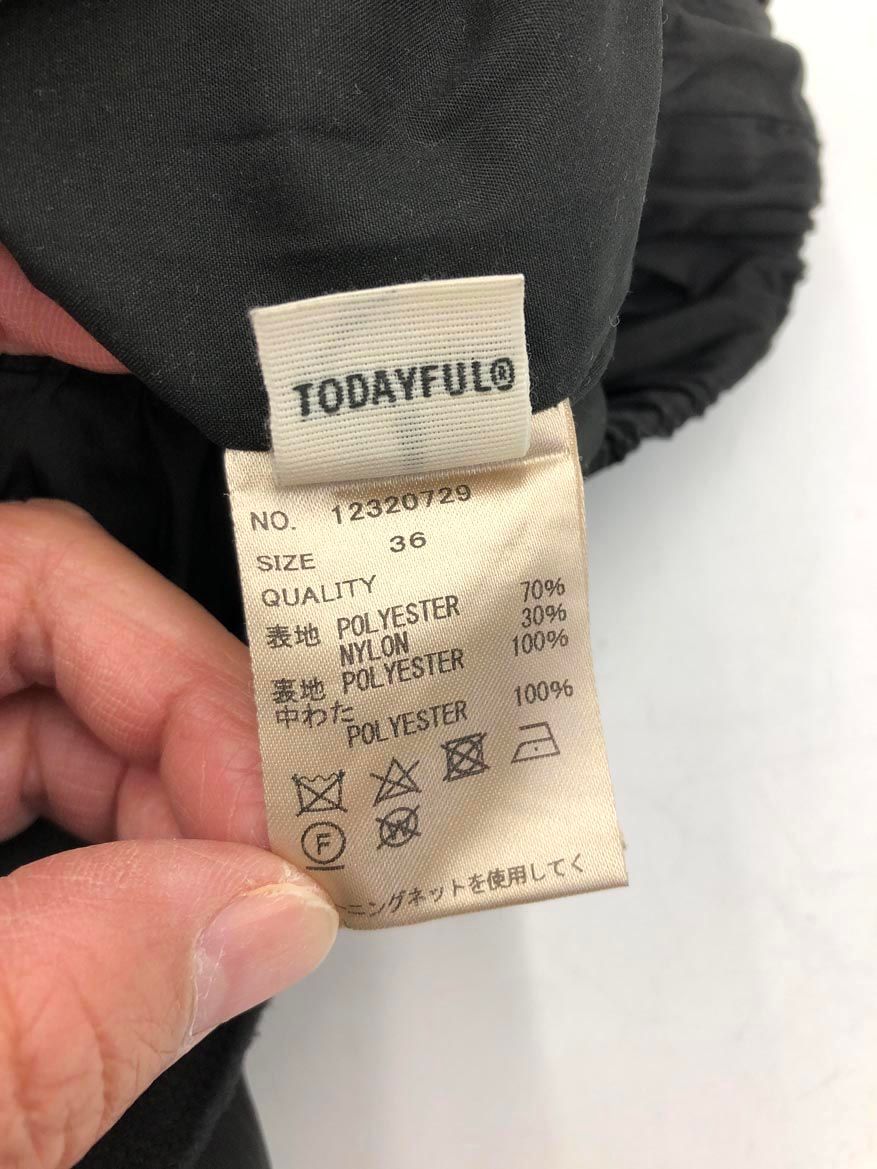 TODAYFUL®
NO. 12320729
SIZE 36
QUALITY
表地 POLYESTER 70%
NYLON 30%
裏地 POLYESTER 100%
中わた
POLYESTER 100%
F
W
ーニングネットを使用してく